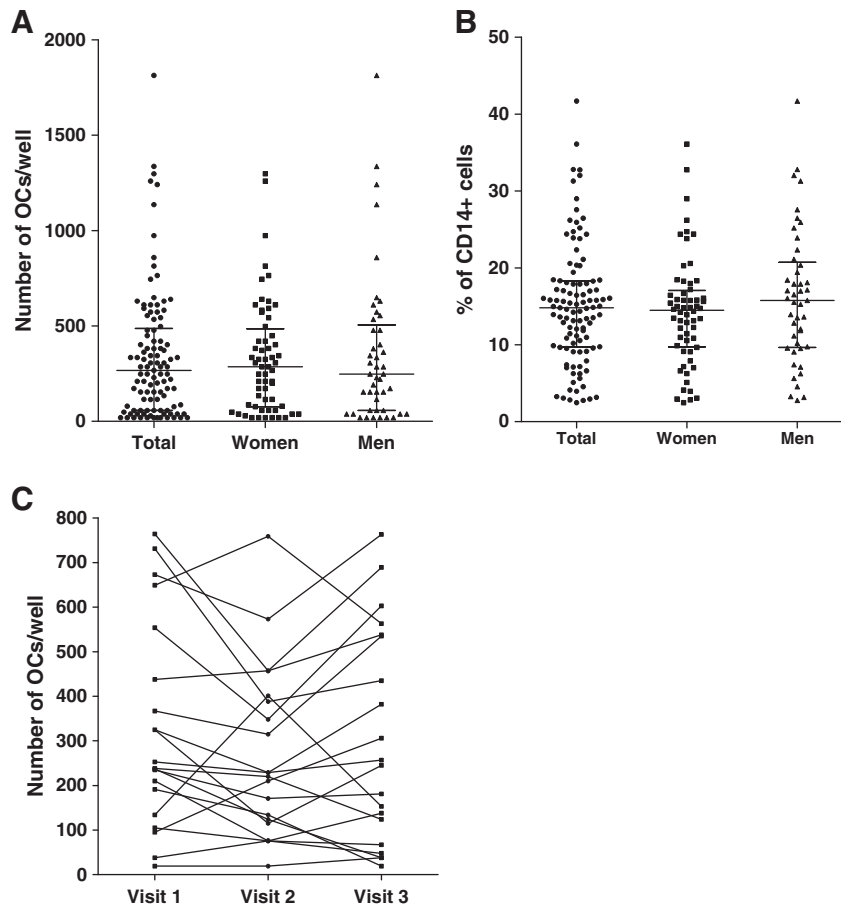 A
Number of OCs/well
2000
1500
1000
500
0
Total Women Men
B
% of CD14+ cells
50
40
30
20
10
0
Total Women Men
C
Number of OCs/well
800
700
600
500
400
300
200
100
0
Visit 1 Visit 2 Visit 3